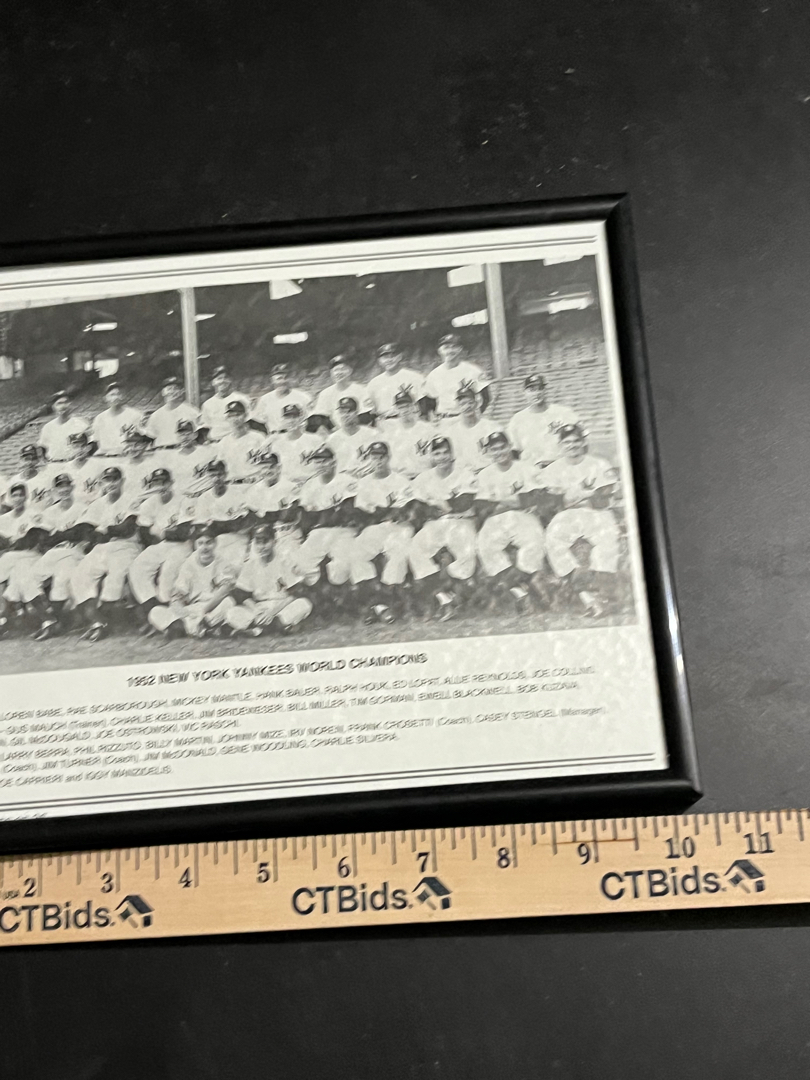 1952 NEW YORK YANKEES WORLD CHAMPIONS
LOREN BABE, RAE SCARBOROUGH, MICKEY MANTLE, HANK BAUER, RALPH HOUK, ED LOPAT, ALLIE REYNOLDS, JOE COLLINS,
GUS MAUCH (Trainer), CHARLIE KELLER, JIM BRIDEWESER, BILL MILLER, TOM GORMAN, EWELL BLACKWELL, BOB KUZAVA,
GIL McDOUGALD, JOE OSTROWSKI, VIC RASCHI,
LARRY BERRA, PHIL RIZZUTO, BILLY MARTIN, JOHNNY MIZE, IRV NOREN, FRANK CROSETTI (Coach), CASEY STENGEL (Manager),
(Coach), JIM TURNER (Coach), JIM McDONALD, GENE WOODLING, CHARLIE SILVERA.
CARRIERI and IGGY MANZIDELIS.
2 3 4 5 6 7 8 9 10 11
CTBids. CTBids. CTBids.